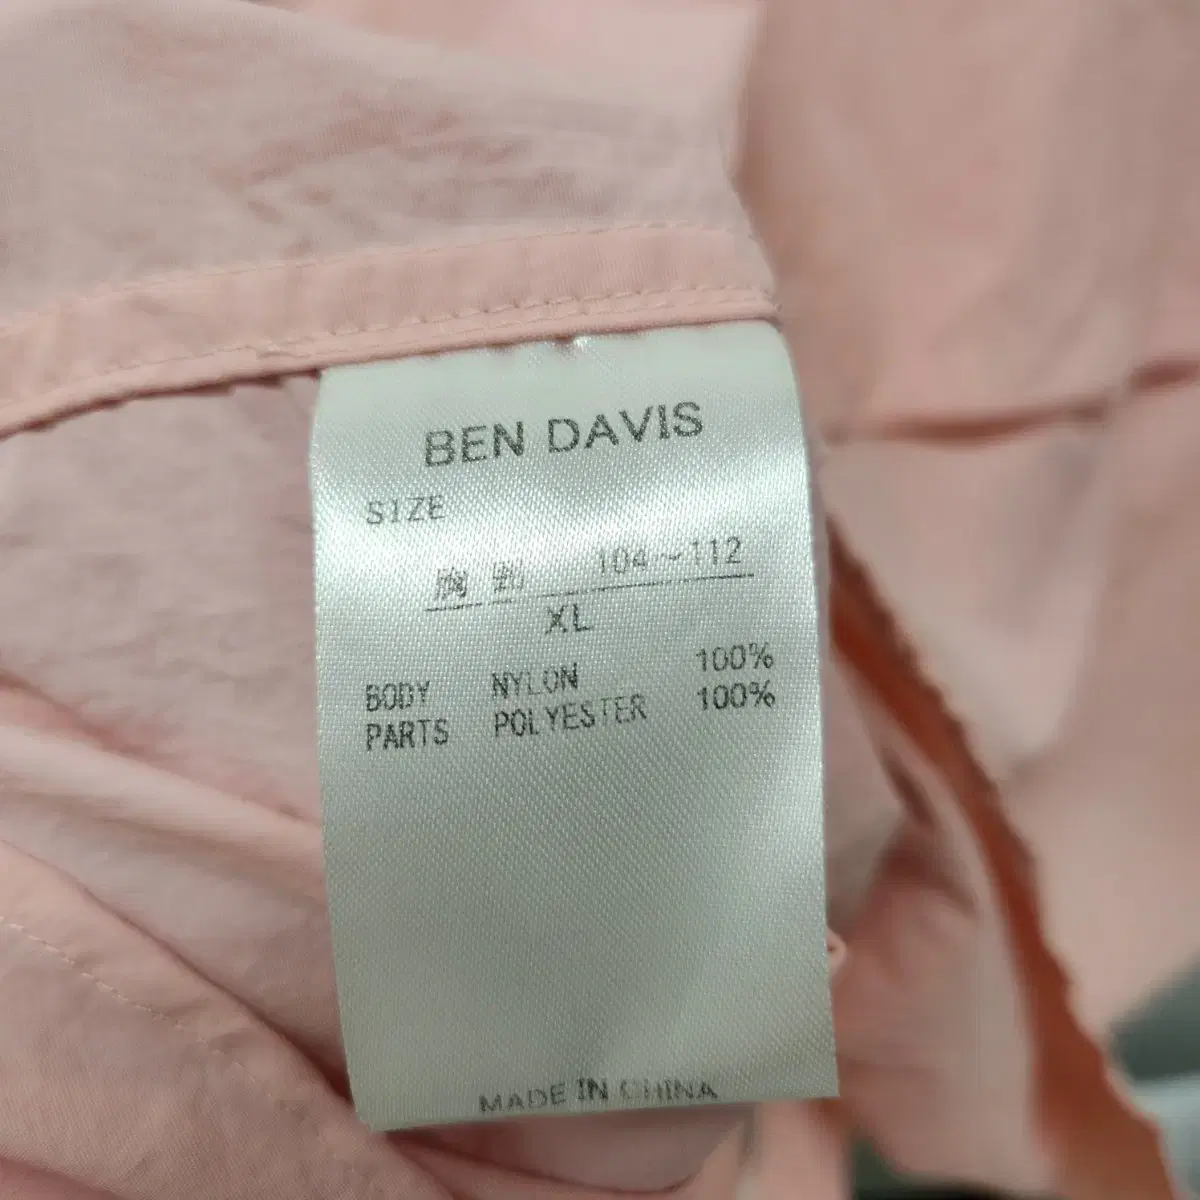 BEN DAVIS
SIZE
胸 囲 104～112
XL
BODY NYLON 100%
PARTS POLYESTER 100%
MADE IN CHINA